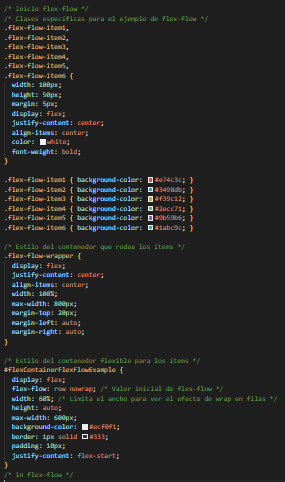 /* inicio flex-flow */
/* Clases específicas para el ejemplo de flex-flow */
.flex-flow-item1,
.flex-flow-item2,
.flex-flow-item3,
.flex-flow-item4,
.flex-flow-item5,
.flex-flow-item6 {
width: 100px;
height: 50px;
margin: 5px;
display: flex;
justify-content: center;
align-items: center;
color: white;
font-weight: bold;
}
.flex-flow-item1 { background-color: #e74c3c; }
.flex-flow-item2 { background-color: #3498db; }
.flex-flow-item3 { background-color: #f39c12; }
.flex-flow-item4 { background-color: #2ecc71; }
.flex-flow-item5 { background-color: #9b59b6; }
.flex-flow-item6 { background-color: #1abc9c; }
/* Estilo del contenedor que rodea los items */
.flex-flow-wrapper {
display: flex;
justify-content: center;
align-items: center;
width: 100%;
max-width: 800px;
margin-top: 20px;
margin-left: auto;
margin-right: auto;
}
/* Estilo del contenedor flexible para los items */
#flexContainerFlexFlowExample {
display: flex;
flex-flow: row nowrap; /* Valor inicial de flex-flow */
width: 60%; /* Limita el ancho para ver el efecto de wrap en filas */
height: auto;
max-width: 600px;
background-color: #ecf0f1;
border: 1px solid #333;
padding: 10px;
justify-content: flex-start;
}
/* in flex-flow */